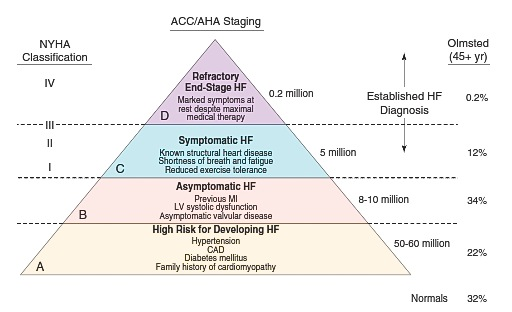 ACC/AHA Staging
NYHA
Classification
Olmsted
(45+ yr)
IV
Refractory
End-Stage HF
Marked symptoms at
rest despite maximal
medical therapy
D
0.2 million
Established HF
Diagnosis
0.2%
III
II
I
Symptomatic HF
Known structural heart disease
Shortness of breath and fatigue
Reduced exercise tolerance
C
5 million
12%
Asymptomatic HF
Previous MI
LV systolic dysfunction
Asymptomatic valvular disease
B
8-10 million
34%
High Risk for Developing HF
Hypertension
CAD
Diabetes mellitus
Family history of cardiomyopathy
A
50-60 million
22%
Normals 32%